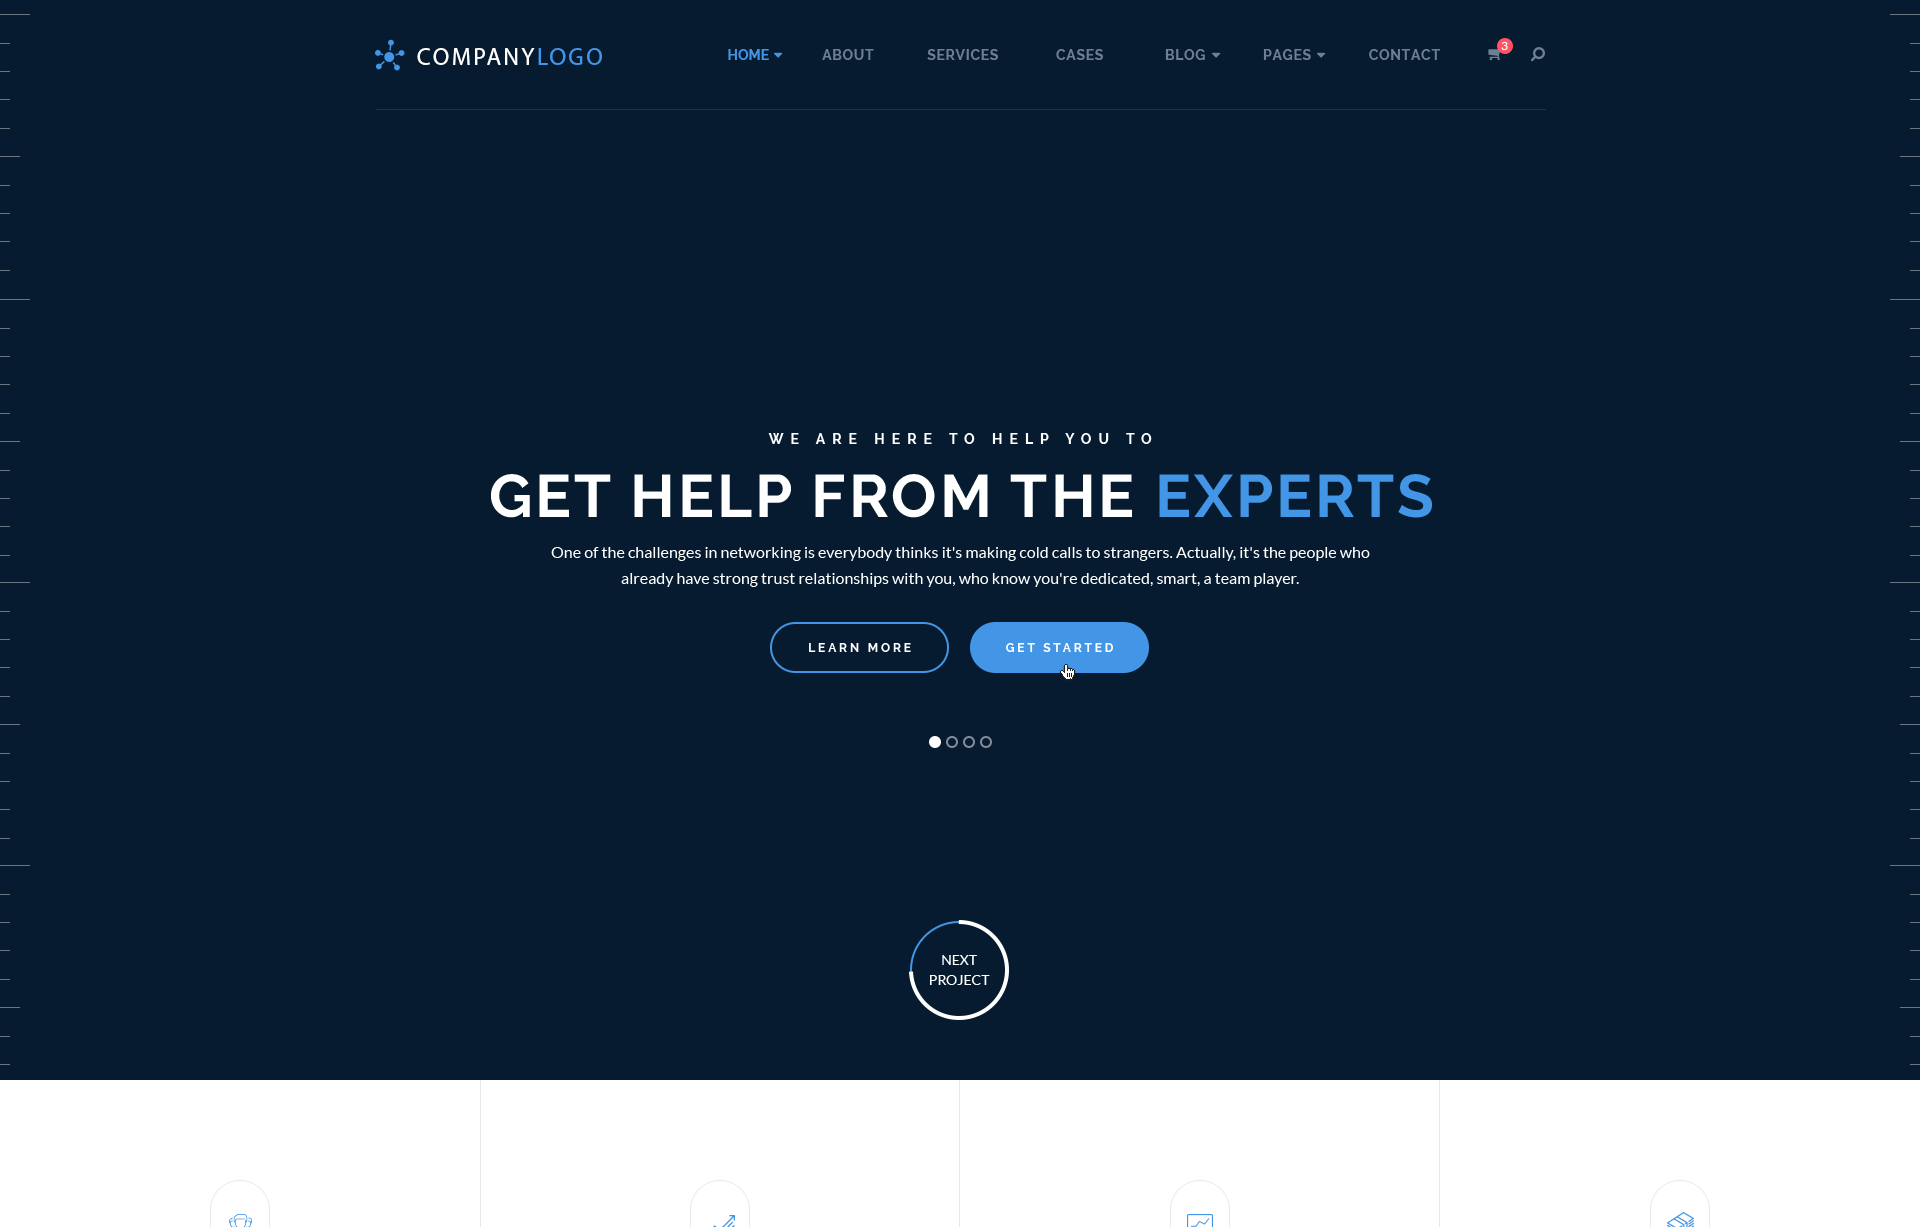 COMPANYLOGO
HOME ABOUT SERVICES CASES BLOG PAGES CONTACT 3
WE ARE HERE TO HELP YOU TO
GET HELP FROM THE EXPERTS
One of the challenges in networking is everybody thinks it's making cold calls to strangers. Actually, it's the people who
already have strong trust relationships with you, who know you're dedicated, smart, a team player.
LEARN MORE GET STARTED
NEXT
PROJECT